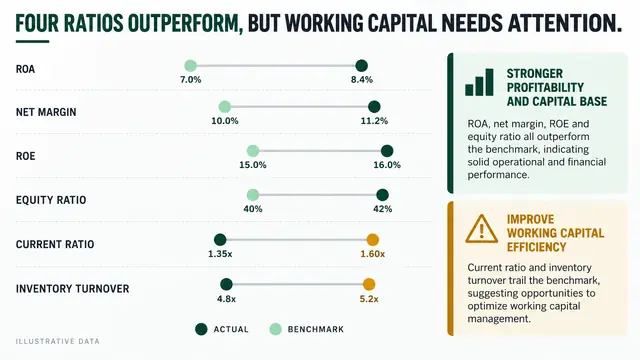 FOUR RATIOS OUTPERFORM, BUT WORKING CAPITAL NEEDS ATTENTION.
ROA
7.0%
8.4%
NET MARGIN
10.0%
11.2%
ROE
15.0%
16.0%
EQUITY RATIO
40%
42%
CURRENT RATIO
1.35x
1.60x
INVENTORY TURNOVER
4.8x
5.2x
ACTUAL
BENCHMARK
STRONGER
PROFITABILITY
AND CAPITAL BASE
ROA, net margin, ROE and
equity ratio all outperform
the benchmark, indicating
solid operational and financial
performance.
IMPROVE
WORKING CAPITAL
EFFICIENCY
Current ratio and inventory
turnover trail the benchmark,
suggesting opportunities to
optimize working capital
management.
ILLUSTRATIVE DATA